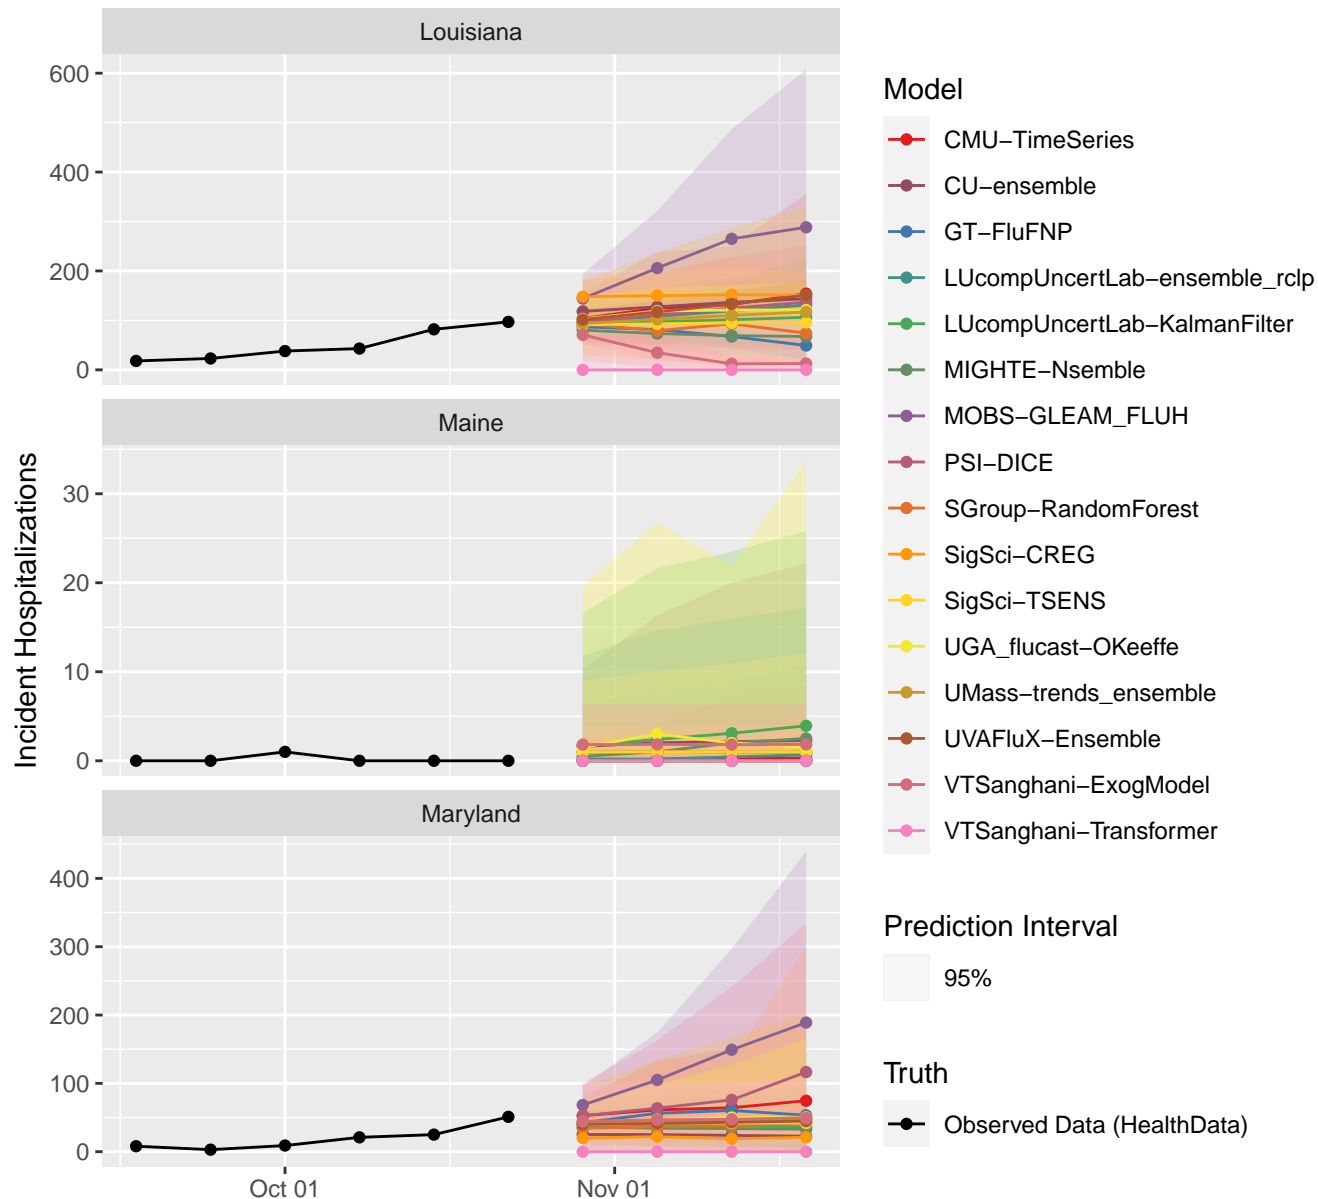 Louisiana
600
400
200
0
Maine
30
20
10
0
Maryland
400
300
200
100
0
Oct 01
Nov 01
Incident Hospitalizations
Model
CMU−TimeSeries
CU−ensemble
GT−FluFNP
LUcompUncertLab−ensemble_rclp
LUcompUncertLab−KalmanFilter
MIGHTE−Nsemble
MOBS−GLEAM_FLUH
PSI−DICE
SGroup−RandomForest
SigSci−CREG
SigSci−TSENS
UGA_flucast−OKeeffe
UMass−trends_ensemble
UVAFluX−Ensemble
VTSanghani−ExogModel
VTSanghani−Transformer
Prediction Interval
95%
Truth
Observed Data (HealthData)